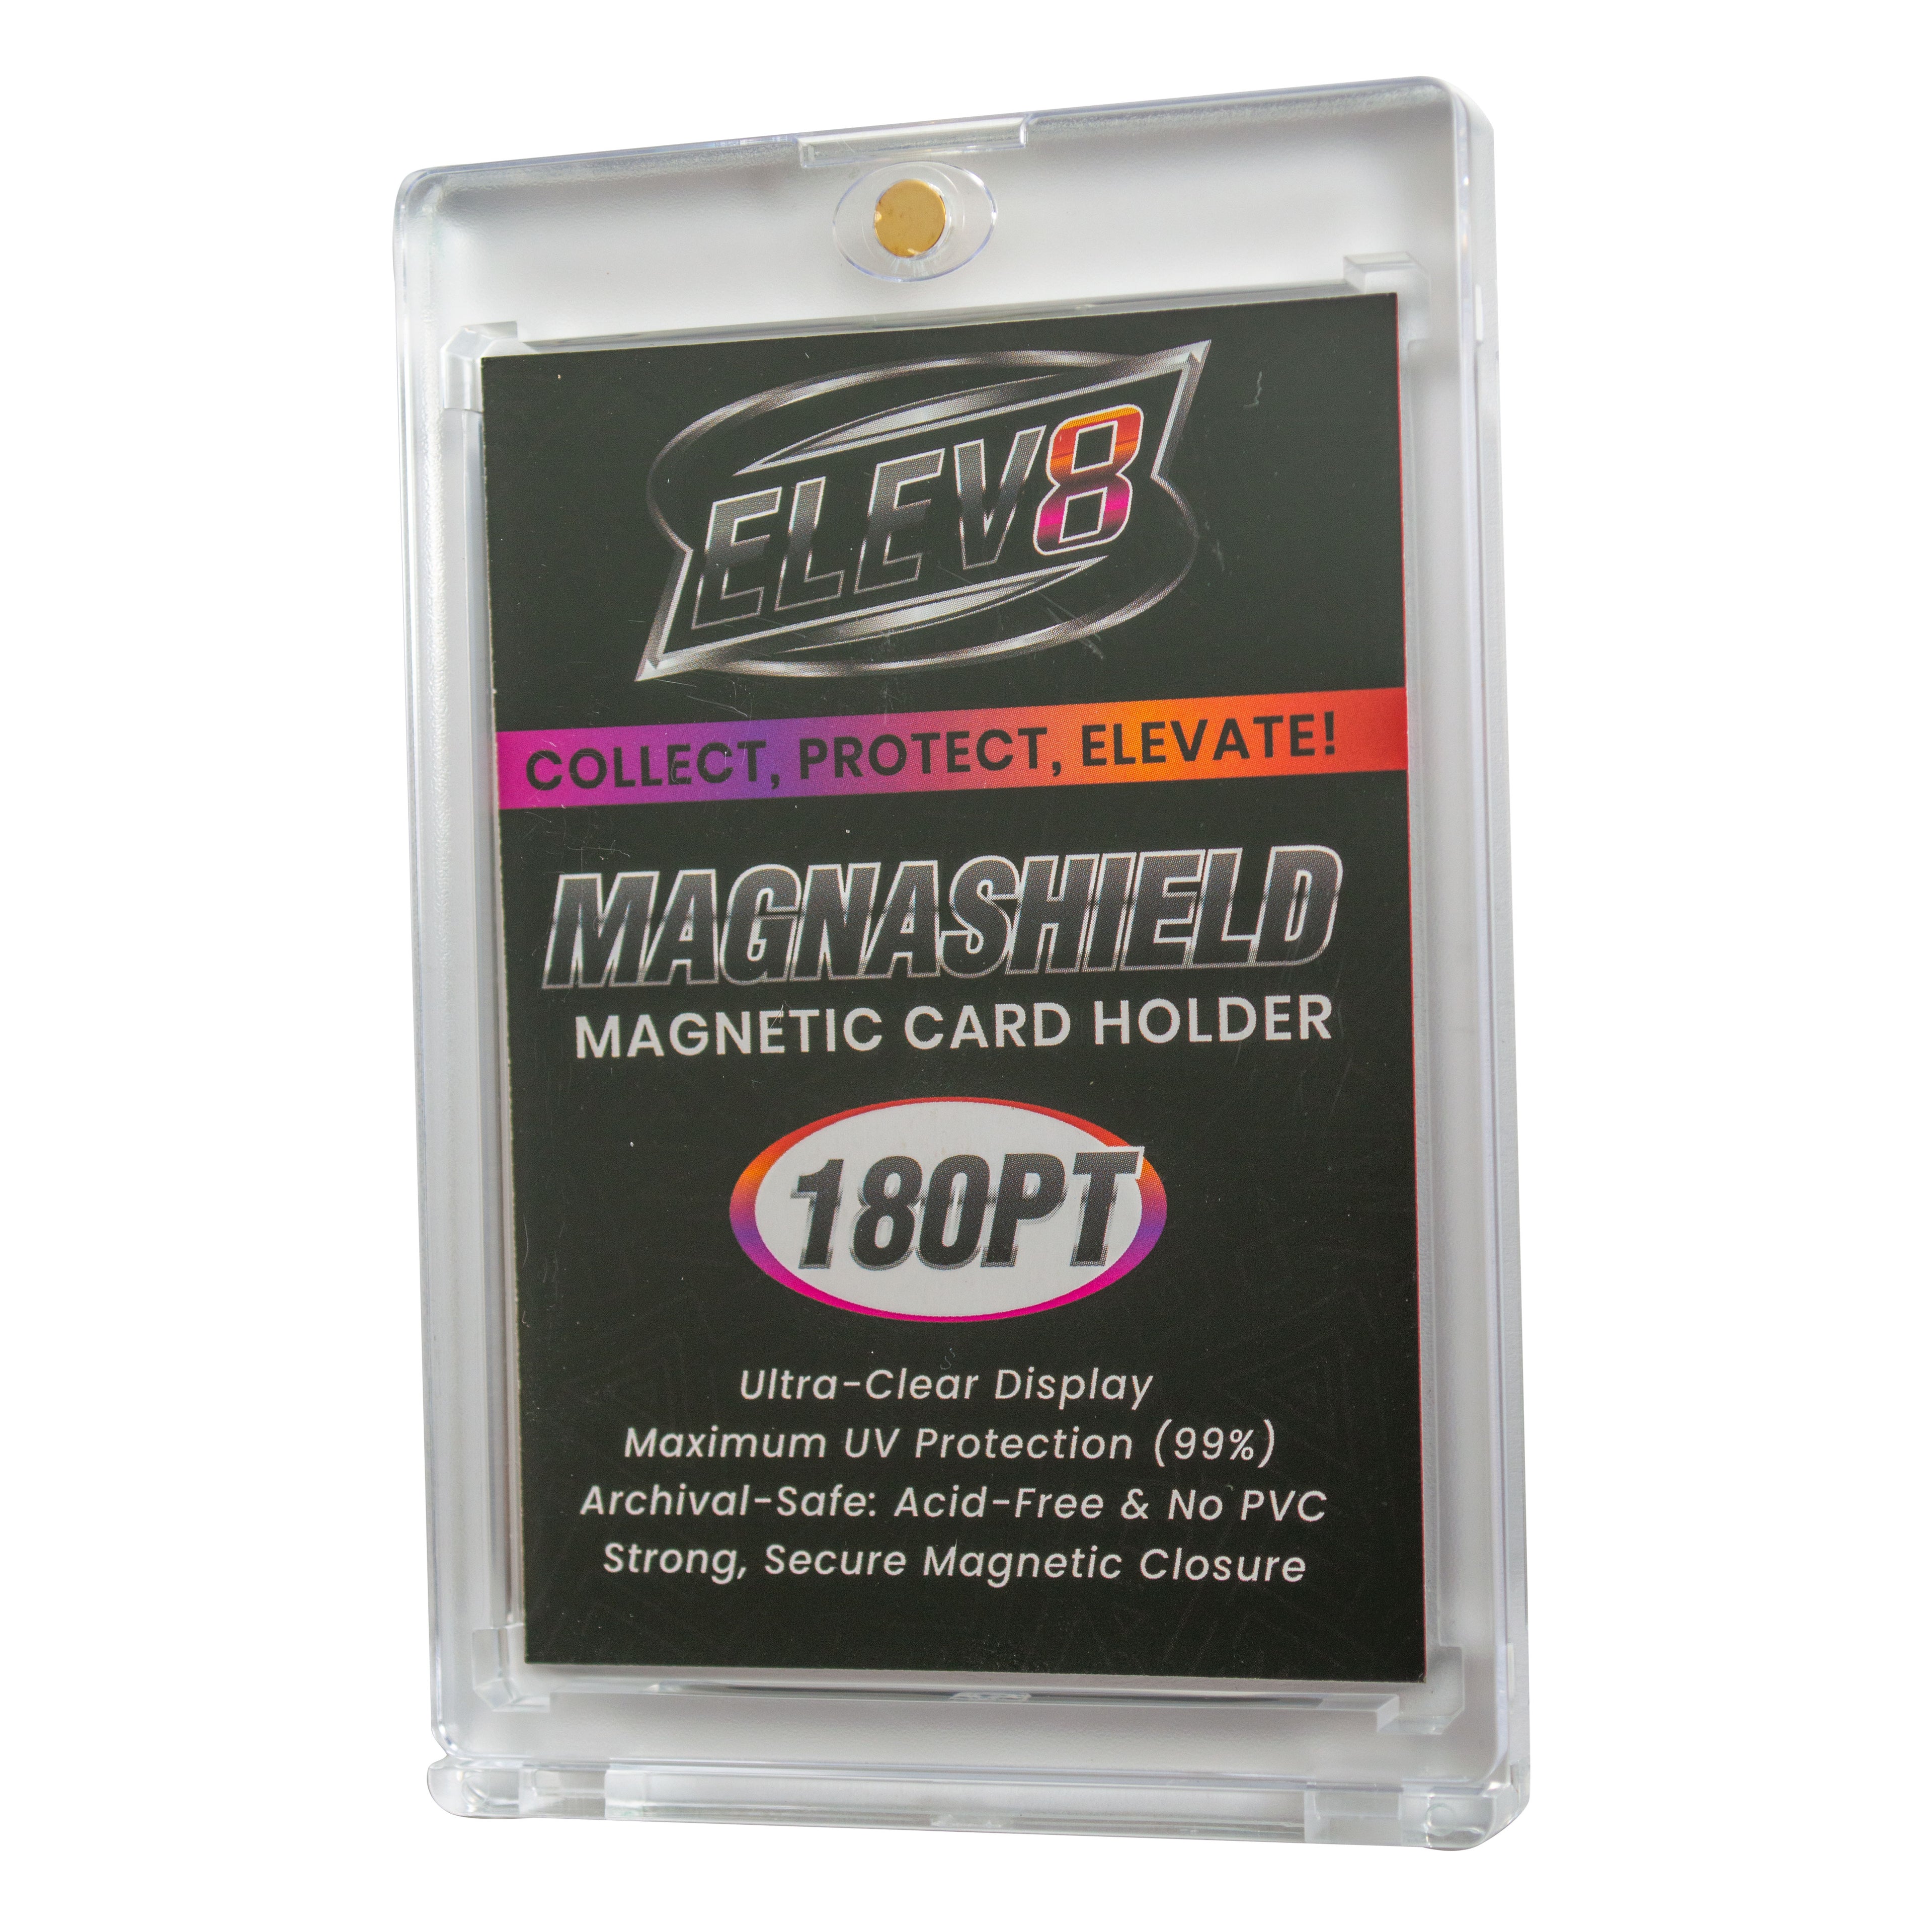 ELEV8
COLLECT, PROTECT, ELEVATE!
MAGNASHIELD
MAGNETIC CARD HOLDER
180PT
Ultra-Clear Display
Maximum UV Protection (99%)
Archival-Safe: Acid-Free & No PVC
Strong, Secure Magnetic Closure